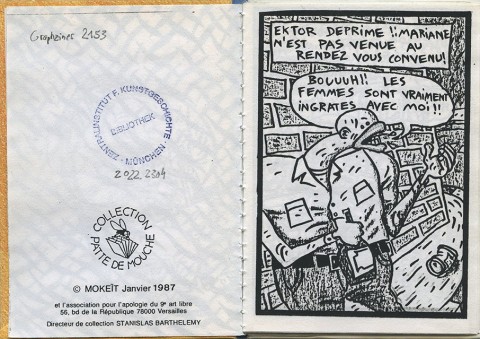 Graphzines 2153
ZENTRALINSTITUT F. KUNSTGESCHICHTE
BIBLIOTHEK
· MÜNCHEN ·
2022 2304
COLLECTION
PATTE DE MOUCHE
© MOKEÏT Janvier 1987
et l'association pour l'apologie du 9e art libre
56, bd de la République 78000 Versailles
Directeur de collection STANISLAS BARTHELEMY
EKTOR DEPRIME !! MARIANE
N'EST PAS VENUE AU
RENDEZ VOUS CONVENU!
BOUUUH!! LES
FEMMES SONT VRAIMENT
INGRATES AVEC MOI!!